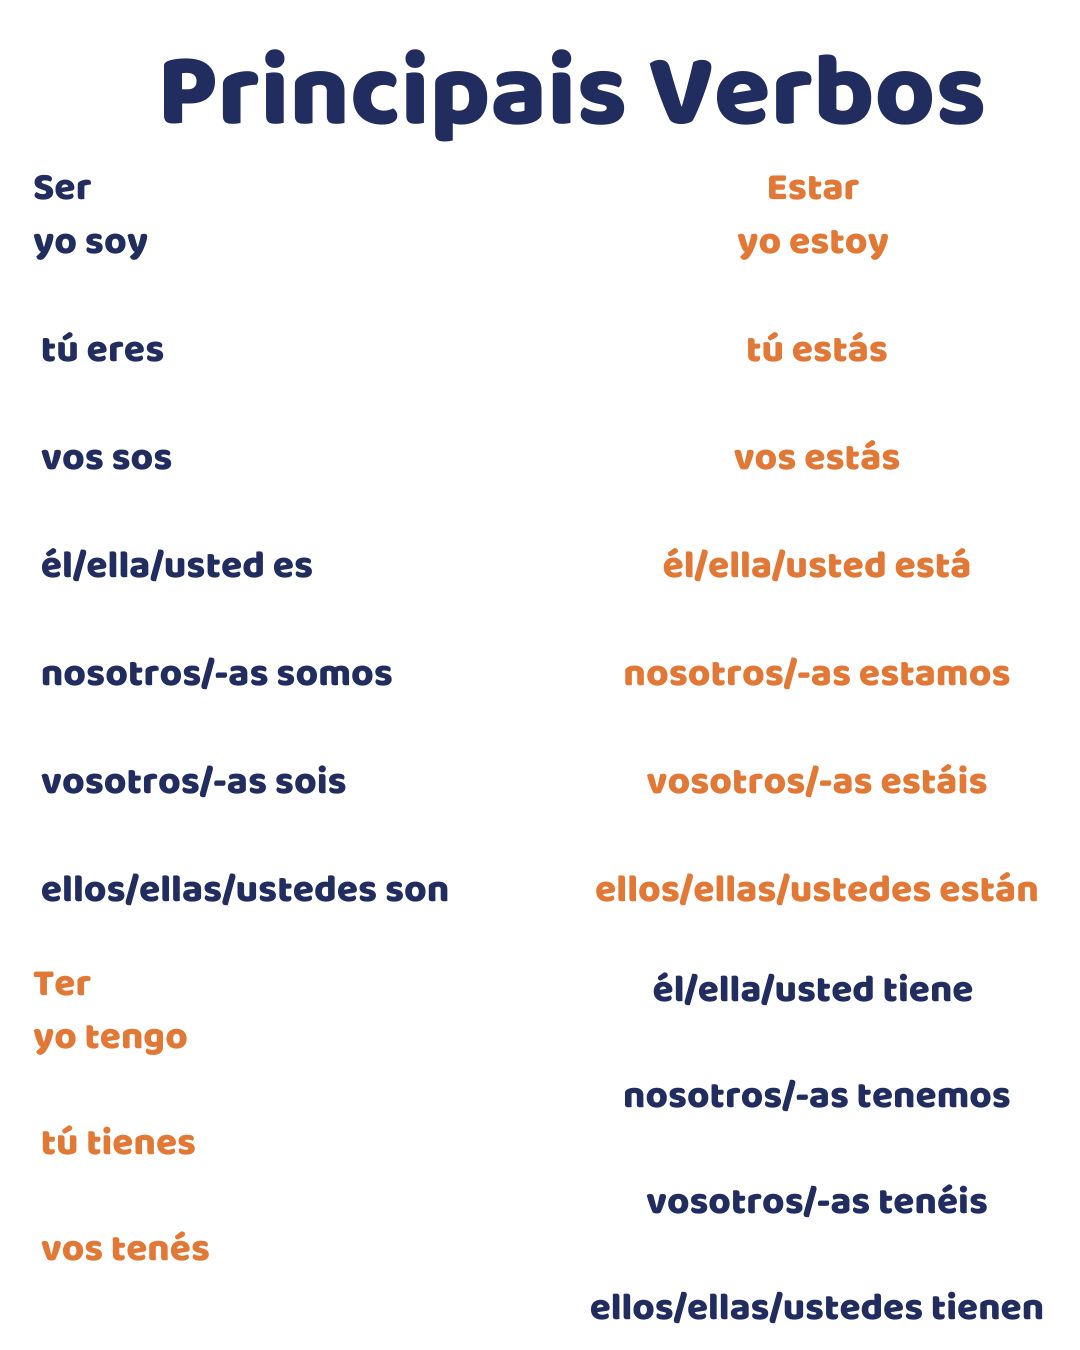 Principais Verbos
Ser
yo soy
tú eres
vos sos
él/ella/usted es
nosotros/-as somos
vosotros/-as sois
ellos/ellas/ustedes son
Estar
yo estoy
tú estás
vos estás
él/ella/usted está
nosotros/-as estamos
vosotros/-as estáis
ellos/ellas/ustedes están
Ter
yo tengo
tú tienes
vos tenés
él/ella/usted tiene
nosotros/-as tenemos
vosotros/-as tenéis
ellos/ellas/ustedes tienen